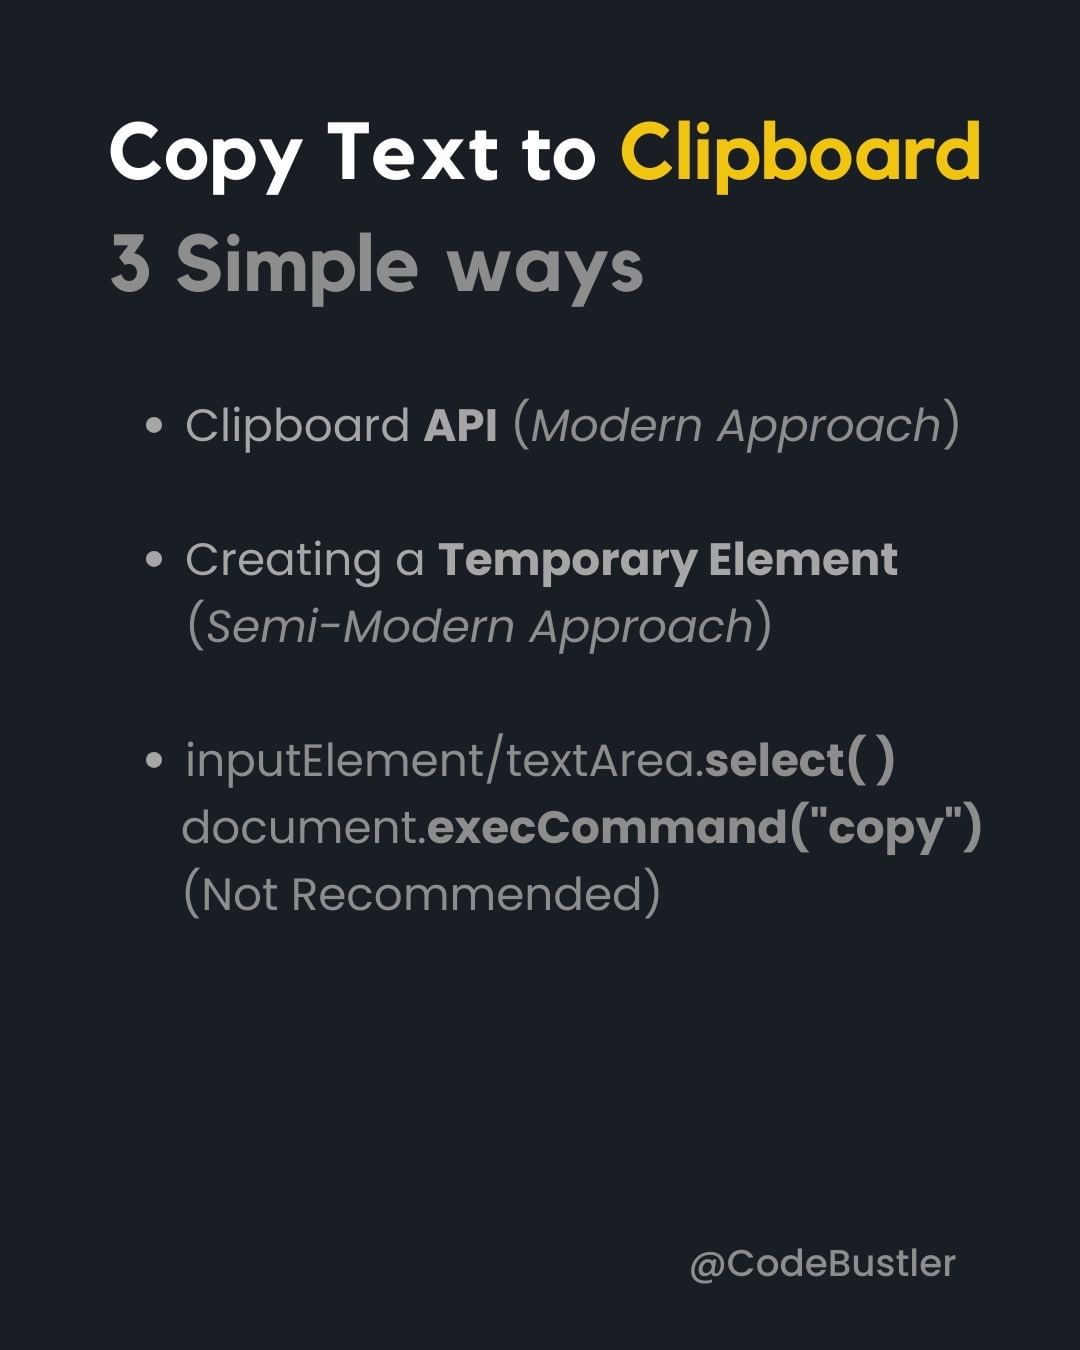 Copy Text to Clipboard
3 Simple ways
• Clipboard API (Modern Approach)
• Creating a Temporary Element
(Semi-Modern Approach)
• inputElement/textArea.select( )
document.execCommand("copy")
(Not Recommended)
@CodeBustler